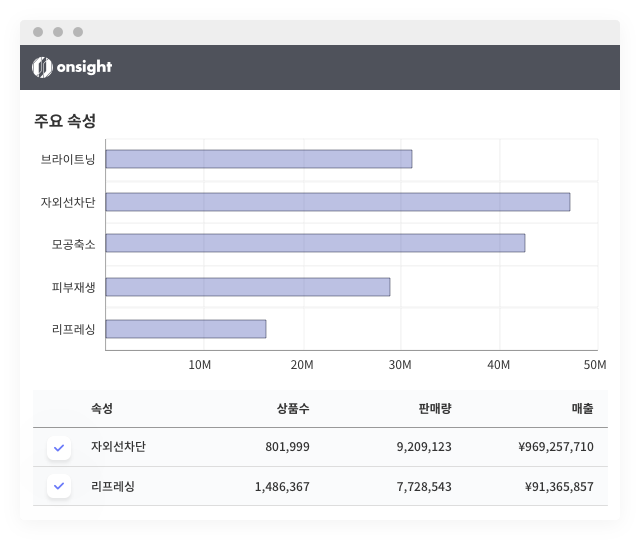 onsight
주요 속성
브라이트닝
자외선차단
모공축소
피부재생
리프레싱
10M 20M 30M 40M 50M
속성 상품수 판매량 매출
자외선차단 801,999 9,209,123 ¥969,257,710
리프레싱 1,486,367 7,728,543 ¥91,365,857